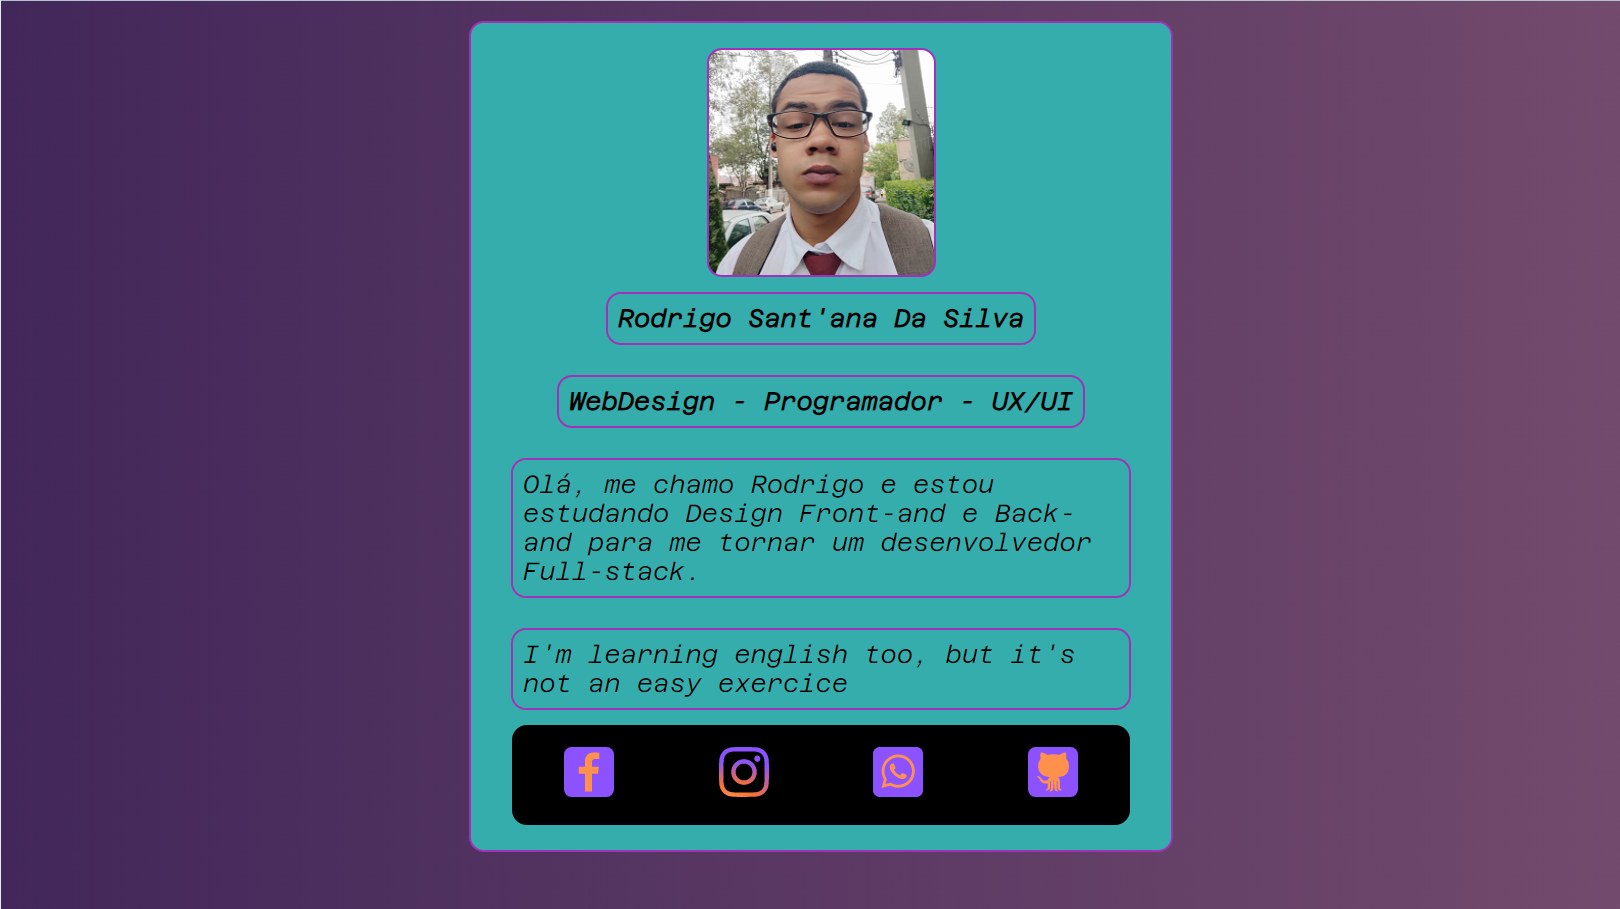 Rodrigo Sant'ana Da Silva
WebDesign - Programador - UX/UI
Olá, me chamo Rodrigo e estou
estudando Design Front-and e Back-
and para me tornar um desenvolvedor
Full-stack.
I'm learning english too, but it's
not an easy exercice